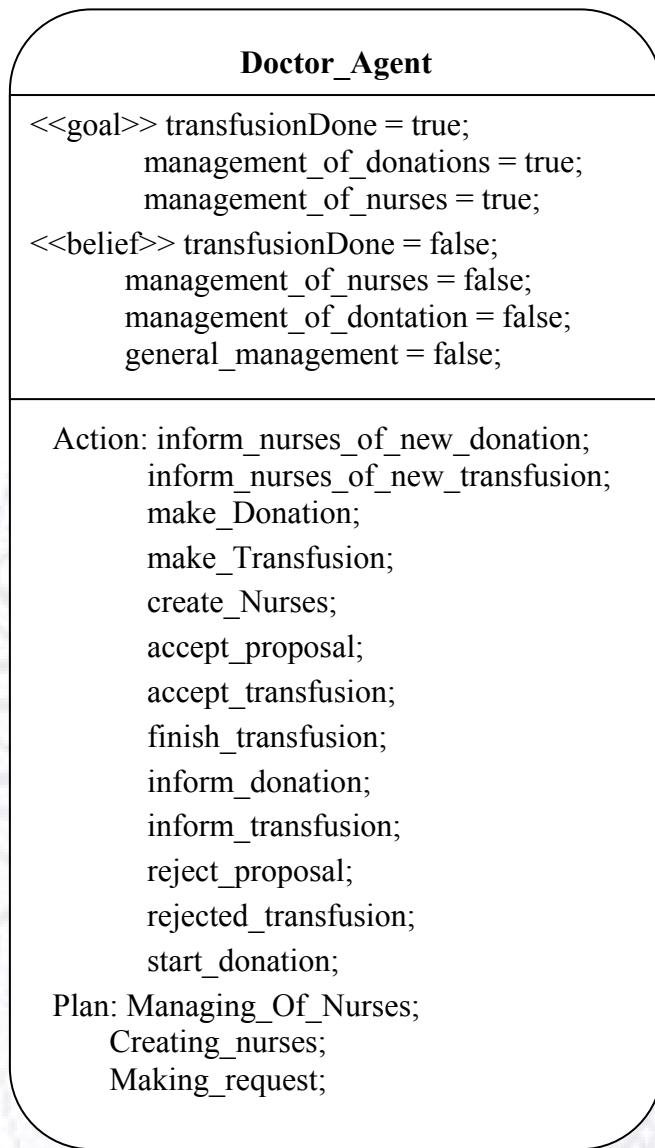 Doctor_Agent
<<goal>> transfusionDone = true;
management_of_donations = true;
management_of_nurses = true;
<<belief>> transfusionDone = false;
management_of_nurses = false;
management_of_dontation = false;
general_management = false;
Action: inform_nurses_of_new_donation;
inform_nurses_of_new_transfusion;
make_Donation;
make_Transfusion;
create_Nurses;
accept_proposal;
accept_transfusion;
finish_transfusion;
inform_donation;
inform_transfusion;
reject_proposal;
rejected_transfusion;
start_donation;
Plan: Managing_Of_Nurses;
Creating_nurses;
Making_request;